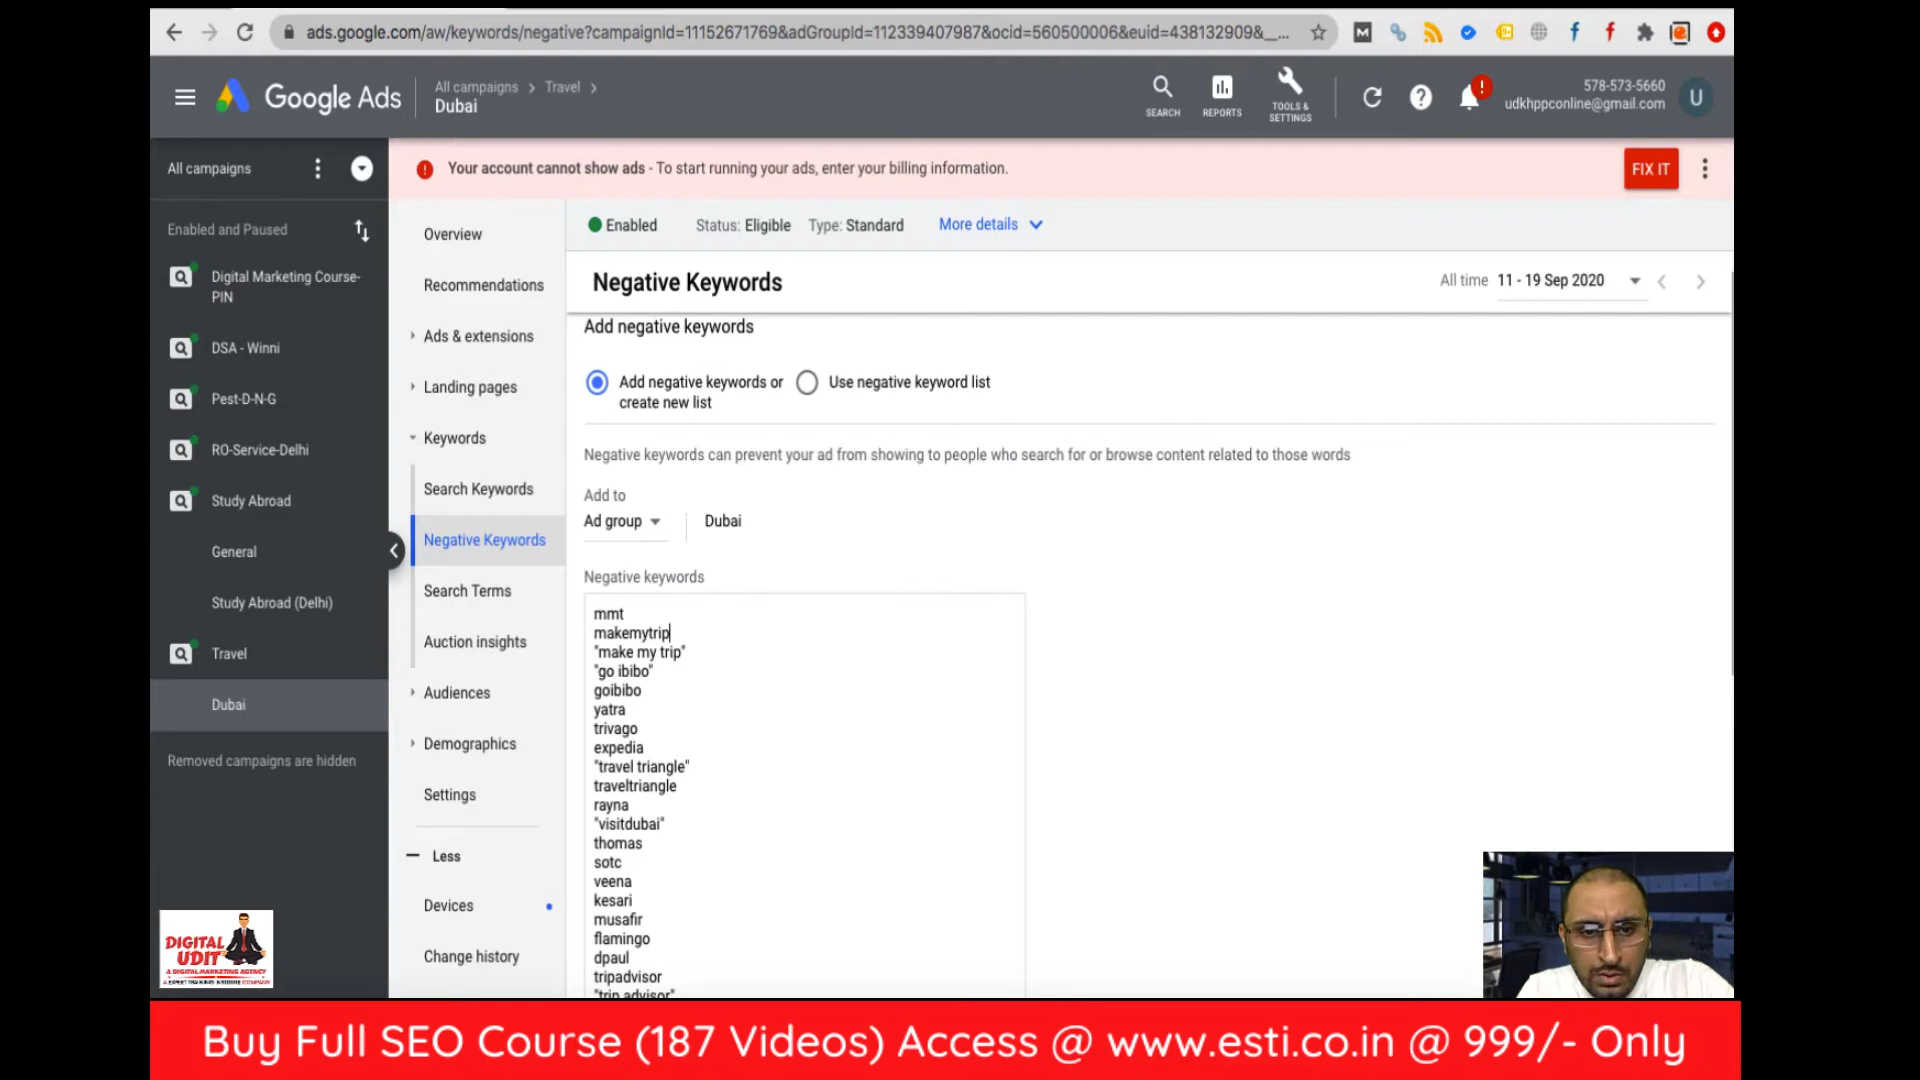 ads.google.com/aw/keywords/negative?campaignId=11152671769&adGroupId=112339407987&ocid=560500006&euid=438132909&__...
Google Ads
All campaigns > Travel >
Dubai
SEARCH
REPORTS
TOOLS &
SETTINGS
578-573-5660
udkhppconline@gmail.com
U
All campaigns
Your account cannot show ads - To start running your ads, enter your billing information.
FIX IT
Enabled and Paused
Digital Marketing Course-
PIN
DSA - Winni
Pest-D-N-G
RO-Service-Delhi
Study Abroad
General
Study Abroad (Delhi)
Travel
Dubai
Removed campaigns are hidden
Overview
Recommendations
Ads & extensions
Landing pages
Keywords
Search Keywords
Negative Keywords
Search Terms
Auction insights
Audiences
Demographics
Settings
Less
Devices
Change history
Enabled Status: Eligible Type: Standard More details
Negative Keywords
All time 11 - 19 Sep 2020
Add negative keywords
Add negative keywords or
create new list
Use negative keyword list
Negative keywords can prevent your ad from showing to people who search for or browse content related to those words
Add to
Ad group
Dubai
Negative keywords
mmt
makemytrip
"make my trip"
"go ibibo"
goibibo
yatra
trivago
expedia
"travel triangle"
traveltriangle
rayna
"visitdubai"
thomas
sotc
veena
kesari
musafir
flamingo
dpaul
tripadvisor
"trip advisor"
DIGITAL
UDIT
A DIGITAL MARKETING AGENCY
A EXPERT TRAINING INSTITUTE COMPANY
Buy Full SEO Course (187 Videos) Access @ www.esti.co.in @ 999/- Only